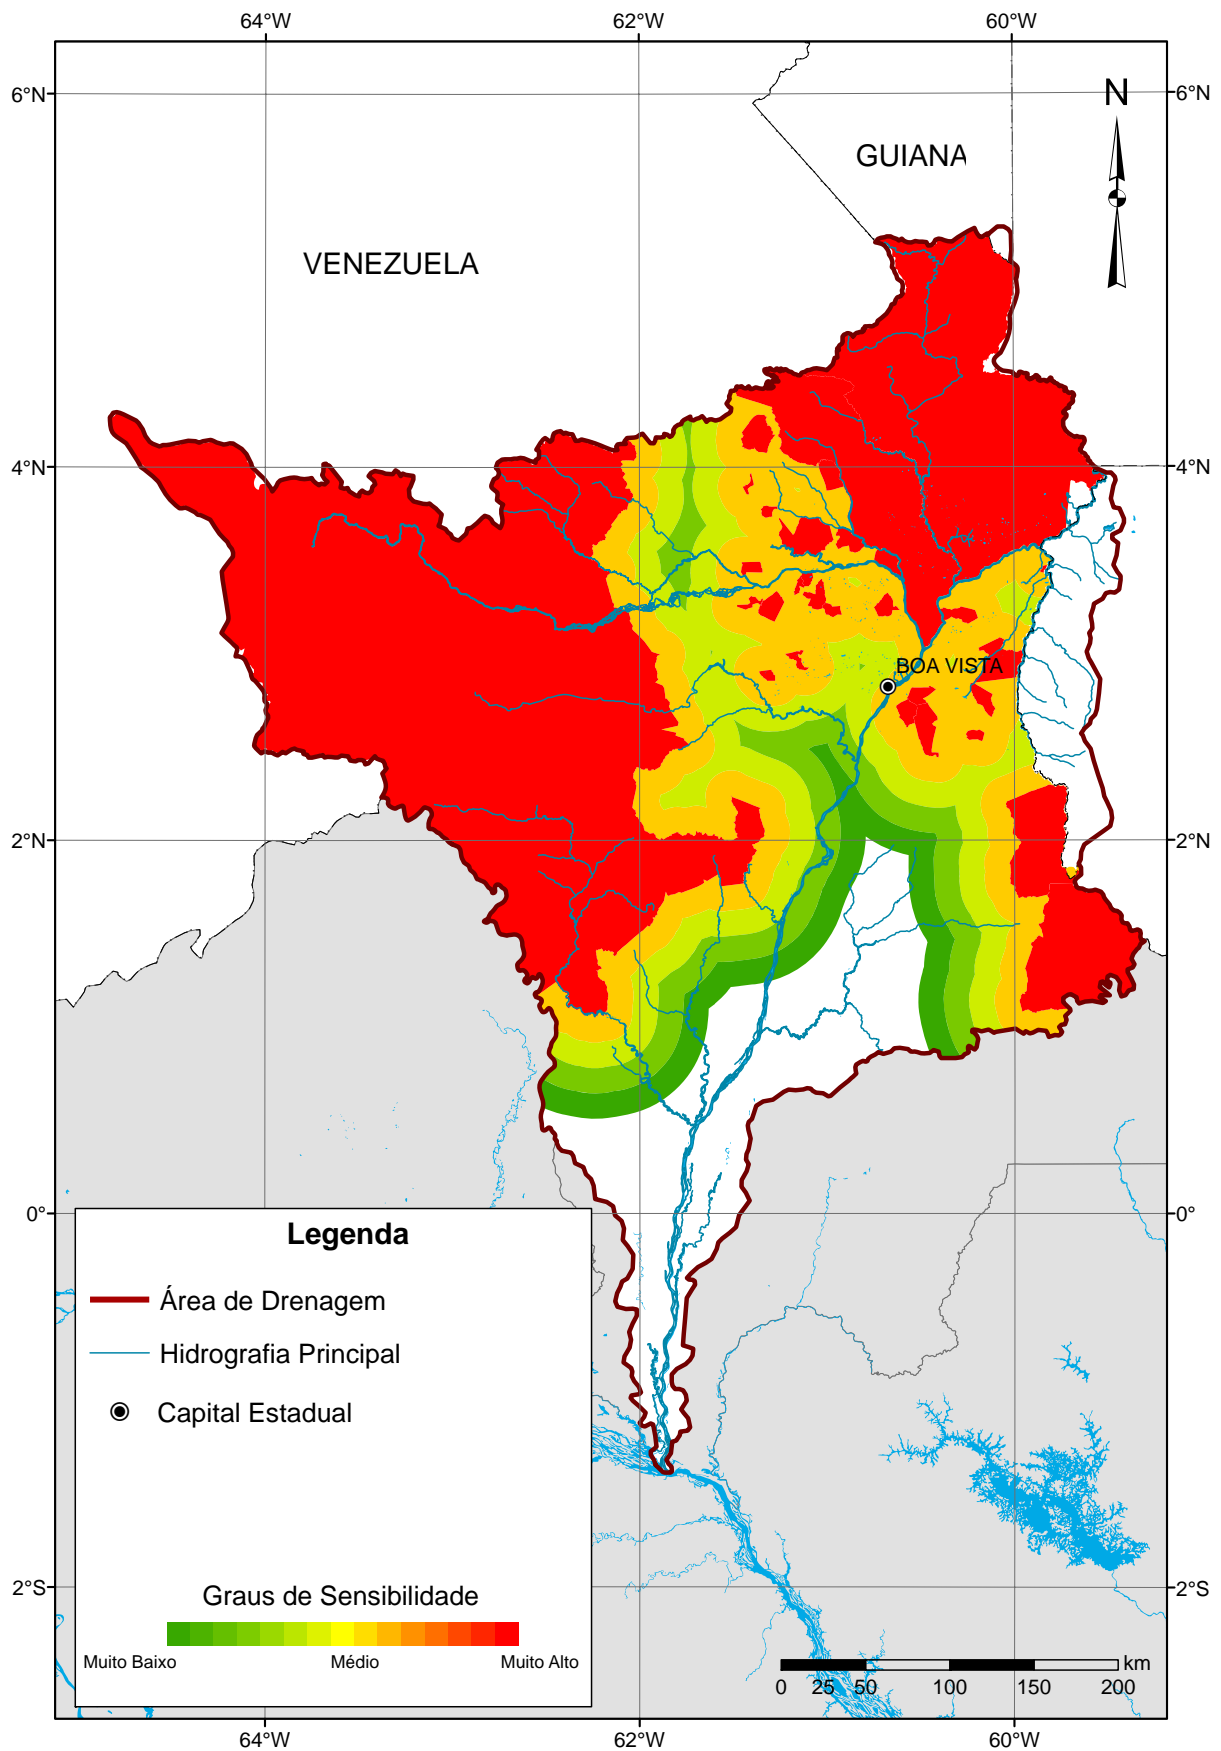 64°W 62°W 60°W
6°N 6°N
N
GUIANA
VENEZUELA
4°N 4°N
BOA VISTA
2°N 2°N
0° 0°
Legenda
Área de Drenagem
Hidrografia Principal
Capital Estadual
2°S 2°S
Graus de Sensibilidade
Muito Baixo Médio Muito Alto
km
0 25 50 100 150 200
64°W 62°W 60°W